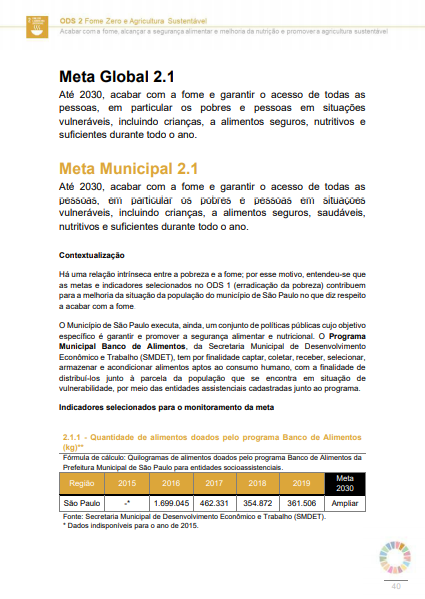 ODS 2 Fome Zero e Agricultura Sustentável
Acabar com a fome, alcançar a segurança alimentar e melhoria da nutrição e promover a agricultura sustentável
Meta Global 2.1
Até 2030, acabar com a fome e garantir o acesso de todas as
pessoas, em particular os pobres e pessoas em situações
vulneráveis, incluindo crianças, a alimentos seguros, nutritivos e
suficientes durante todo o ano.
Meta Municipal 2.1
Até 2030, acabar com a fome e garantir o acesso de todas as
pessoas, em particular os pobres e pessoas em situações
vulneráveis, incluindo crianças, a alimentos seguros, saudáveis,
nutritivos e suficientes durante todo o ano.
Contextualização
Há uma relação intrínseca entre a pobreza e a fome; por esse motivo, entendeu-se que
as metas e indicadores selecionados no ODS 1 (erradicação da pobreza) contribuem
para a melhoria da situação da população do município de São Paulo no que diz respeito
a acabar com a fome
O Município de São Paulo executa, ainda, um conjunto de políticas públicas cujo objetivo
específico é garantir e promover a segurança alimentar e nutricional. O Programa
Municipal Banco de Alimentos, da Secretaria Municipal de Desenvolvimento
Econômico e Trabalho (SMDET), tem por finalidade captar, coletar, receber, selecionar,
armazenar e acondicionar alimentos aptos ao consumo humano, com a finalidade de
distribuí-los junto à parcela da população que se encontra em situação de
vulnerabilidade, por meio das entidades assistenciais cadastradas junto ao programa.
Indicadores selecionados para o monitoramento da meta
2.1.1 - Quantidade de alimentos doados pelo programa Banco de Alimentos
(kg)**
Fórmula de cálculo: Quilogramas de alimentos doados pelo programa Banco de Alimentos da
Prefeitura Municipal de São Paulo para entidades socioassistenciais.
Região 2015 2016 2017 2018 2019 Meta 2030
São Paulo -* 1.699.045 462.331 354.872 361.506 Ampliar
Fonte: Secretaria Municipal de Desenvolvimento Econômico e Trabalho (SMDET).
* Dados indisponíveis para o ano de 2015.
40